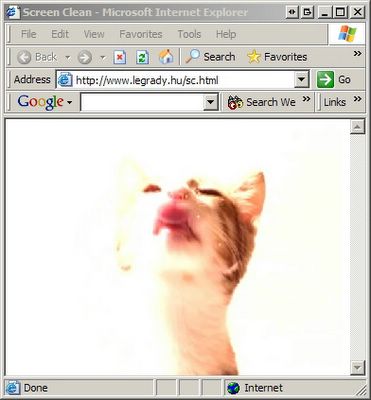 Screen Clean - Microsoft Internet Explorer
File Edit View Favorites Tools Help
Back Search Favorites
Address http://www.legrady.hu/sc.html Go
Google Search We Links
Done Internet